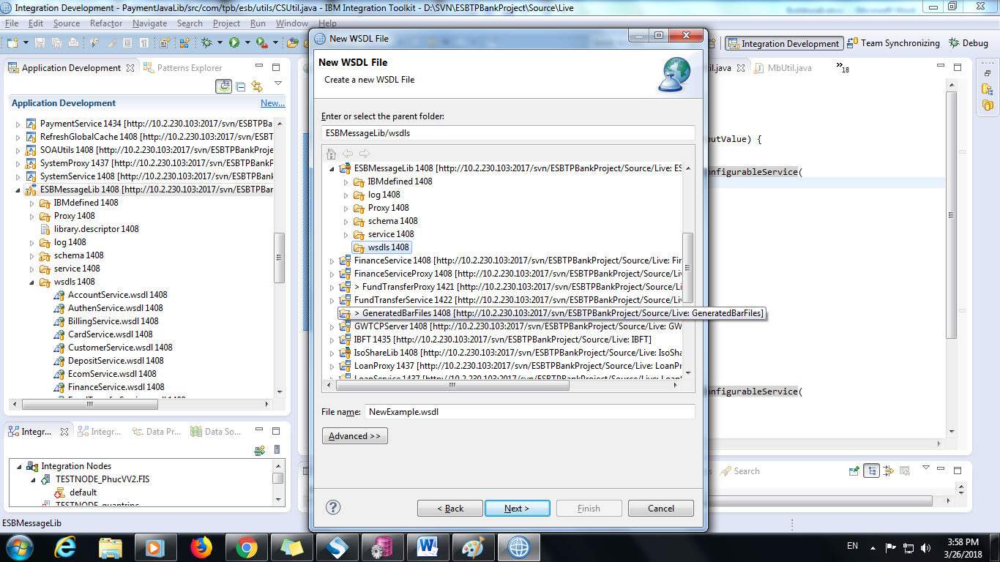 Integration Development - PaymentJavaLib/src/com/tpb/esb/utils/CSUtil.java - IBM Integration Toolkit - D:\SVN\ESBTPBankProject\Source\Live
File Edit Source Refactor Navigate Search Project Run Window Help
Integration Development Team Synchronizing Debug
Application Development Patterns Explorer
Application Development New...
PaymentService 1434 [http://10.2.230.103:2017/svn/ESBTPBa
RefreshGlobalCache 1408 [http://10.2.230.103:2017/svn/ESBT
SOAUtils 1408 [http://10.2.230.103:2017/svn/ESBTPBankProje
SystemProxy 1437 [http://10.2.230.103:2017/svn/ESBTPBankP
SystemService 1408 [http://10.2.230.103:2017/svn/ESBTPBan
ESBMessageLib 1408 [http://10.2.230.103:2017/svn/ESBTPBar
IBMdefined 1408
Proxy 1408
library.descriptor 1408
log 1408
schema 1408
service 1408
wsdls 1408
AccountService.wsdl 1408
AuthenService.wsdl 1408
BillingService.wsdl 1408
CardService.wsdl 1408
CustomerService.wsdl 1408
DepositService.wsdl 1408
EcomService.wsdl 1408
FinanceService.wsdl 1408
Integr... Integr... Data Pr... Data So...
Integration Nodes
TESTNODE_PhucVV2.FIS
default
ESBMessageLib
New WSDL File
New WSDL File
Create a new WSDL File
Enter or select the parent folder:
ESBMessageLib/wsdls
ESBMessageLib 1408 [http://10.2.230.103:2017/svn/ESBTPBankProject/Source/Live: ES
IBMdefined 1408
log 1408
Proxy 1408
schema 1408
service 1408
wsdls 1408
FinanceService 1408 [http://10.2.230.103:2017/svn/ESBTPBankProject/Source/Live: Fir
FinanceServiceProxy 1408 [http://10.2.230.103:2017/svn/ESBTPBankProject/Source/Liv
> FundTransferProxy 1421 [http://10.2.230.103:2017/svn/ESBTPBankProject/Source/Li
FundTransferService 1422 [http://10.2.230.103:2017/svn/ESBTPBankProject/Source/Liv
> GeneratedBarFiles 1408 [http://10.2.230.103:2017/svn/ESBTPBankProject/Source/Live: GeneratedBarFiles]
GWTCPServer 1408 [http://10.2.230.103:2017/svn/ESBTPBankProject/Source/Live: GW
IBFT 1435 [http://10.2.230.103:2017/svn/ESBTPBankProject/Source/Live: IBFT]
IsoShareLib 1408 [http://10.2.230.103:2017/svn/ESBTPBankProject/Source/Live: IsoSha
LoanProxy 1437 [http://10.2.230.103:2017/svn/ESBTPBankProject/Source/Live: LoanPr
File name: NewExample.wsdl
Advanced >>
< Back Next > Finish Cancel
til.java MbUtil.java 18
utValue) {
onfigurableService(
onfigurableService(
s Search
EN 3:58 PM
3/26/2018